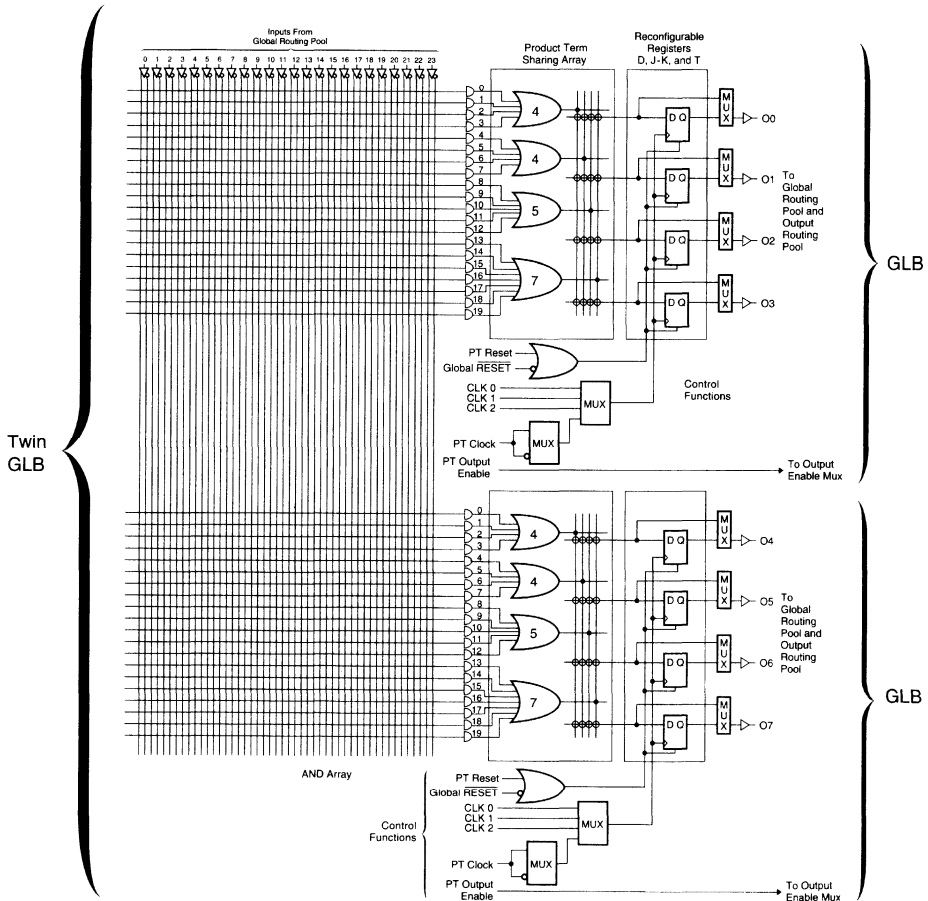 Inputs From
Global Routing Pool
0 1 2 3 4 5 6 7 8 9 10 11 12 13 14 15 16 17 18 19 20 21 22 23
Product Term
Sharing Array
Reconfigurable
Registers
D, J-K, and T
0
1
2
3
4
5
6
7
8
9
10
11
12
13
14
15
16
17
18
19
4
4
5
7
D Q
D Q
D Q
D Q
MUX
MUX
MUX
MUX
O0
O1
O2
O3
To
Global
Routing
Pool and
Output
Routing
Pool
GLB
PT Reset
Global RESET
CLK 0
CLK 1
CLK 2
MUX
Control
Functions
PT Clock
MUX
PT Output
Enable
To Output
Enable Mux
Twin
GLB
0
1
2
3
4
5
6
7
8
9
10
11
12
13
14
15
16
17
18
19
4
4
5
7
D Q
D Q
D Q
D Q
MUX
MUX
MUX
MUX
O4
O5
O6
O7
To
Global
Routing
Pool and
Output
Routing
Pool
GLB
AND Array
PT Reset
Global RESET
CLK 0
CLK 1
CLK 2
MUX
Control
Functions
PT Clock
MUX
PT Output
Enable
To Output
Enable Mux